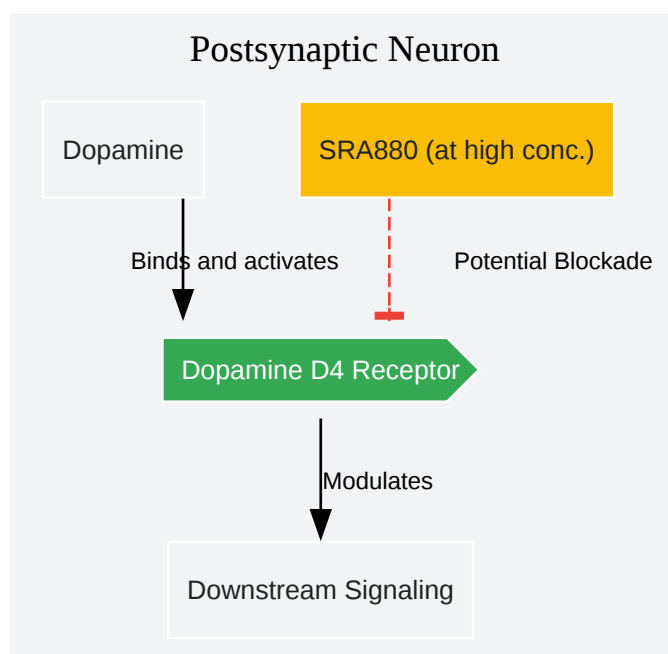 Postsynaptic Neuron
Dopamine
SRA880 (at high conc.)
Binds and activates
Potential Blockade
Dopamine D4 Receptor
Modulates
Downstream Signaling